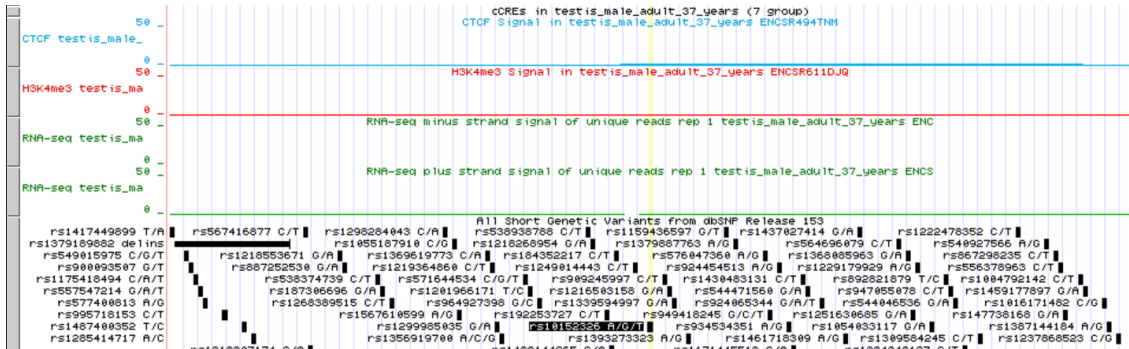 cCREs in testis_male_adult_37_years (7 group)
50 _ CTCF Signal in testis_male_adult_37_years ENCSR494TNM
CTCF testis_male_
0 _
50 _ H3K4me3 Signal in testis_male_adult_37_years ENCSR611DJQ
H3K4me3 testis_ma
0 _
50 _ RNA-seq minus strand signal of unique reads rep 1 testis_male_adult_37_years ENC
RNA-seq testis_ma
0 _
50 _ RNA-seq plus strand signal of unique reads rep 1 testis_male_adult_37_years ENCS
RNA-seq testis_ma
0 _
All Short Genetic Variants from dbSNP Release 153
rs1417449899 T/A rs567416877 C/T rs1298284043 C/A rs538938788 C/T rs1159436597 G/T rs1437027414 G/A rs1222478352 C/T
rs1379189882 delins rs1055187910 C/G rs1218268954 G/A rs1379887763 A/G rs564696079 C/T rs540927566 A/G
rs549015975 C/G/T rs1218553671 G/A rs1369619773 C/A rs184352217 C/T rs576047360 A/G rs1368085963 G/A rs867298235 C/T
rs900093507 G/T rs887252530 G/A rs1219364860 C/T rs1249014443 C/T rs924454513 A/G rs1229179929 A/G rs556378963 C/T
rs1175418494 C/A/T rs538374739 C/T rs571644534 C/G/T rs909245997 C/T rs1430483131 C/T rs892821879 T/C rs1004792142 C/T
rs557547214 G/A/T rs187306696 G/A rs1201966171 T/C rs1216503158 G/A rs544471560 G/A rs947055078 C/T rs1459177897 G/A
rs577400813 A/G rs1268389515 C/T rs964927398 G/C rs1339594997 G/A rs924065344 G/A/T rs544046536 A/G rs1016171482 C/G
rs995718153 C/T rs1567610599 A/G rs192253727 C/T rs949418245 G/C/T rs1251630685 G/A rs147738168 G/A
rs1487400352 T/C rs1299985035 G/A rs10152326 A/G/T rs934534351 A/G rs1054033117 G/A rs1387144184 A/G
rs1285414717 A/C rs1356919700 A/C/G rs1393273323 A/G rs1461718309 A/G rs1309584245 C/T rs1237868523 C/G